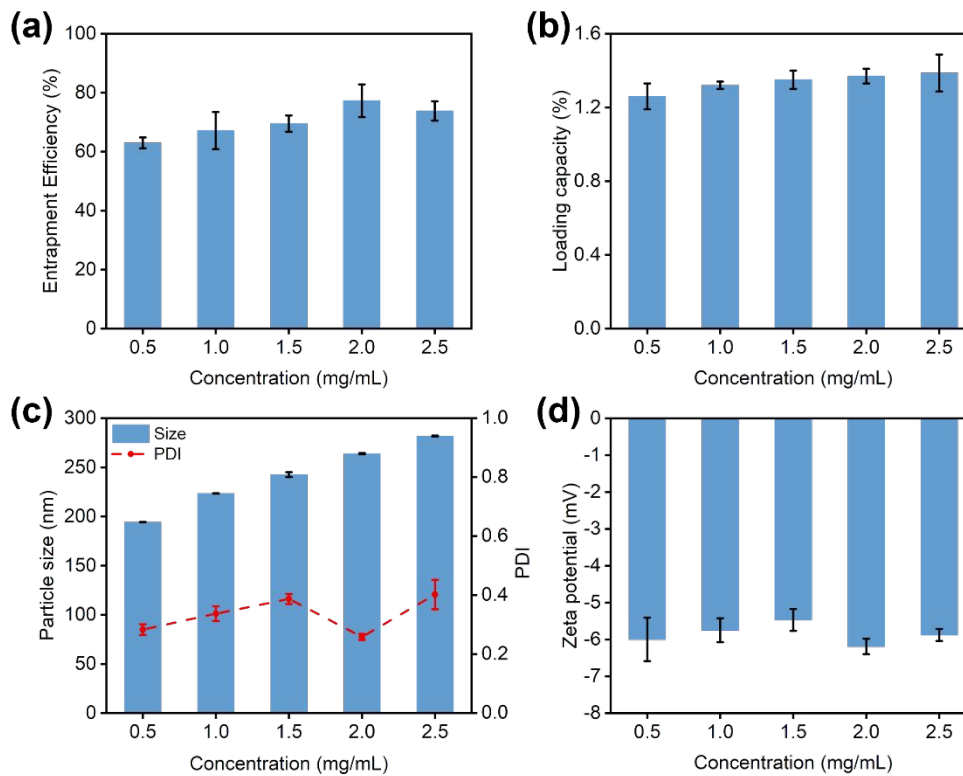 (a)
Entrapment Efficiency (%)
100
80
60
40
20
0
0.5 1.0 1.5 2.0 2.5
Concentration (mg/mL)
(b)
Loading capacity (%)
1.6
1.2
0.8
0.4
0.0
0.5 1.0 1.5 2.0 2.5
Concentration (mg/mL)
(c)
Particle size (nm)
300
250
200
150
100
50
0
Size
PDI
1.0
0.8
0.6
0.4
0.2
0.0
PDI
0.5 1.0 1.5 2.0 2.5
Concentration (mg/mL)
(d)
Zeta potential (mV)
0
-1
-2
-3
-4
-5
-6
-7
-8
0.5 1.0 1.5 2.0 2.5
Concentration (mg/mL)